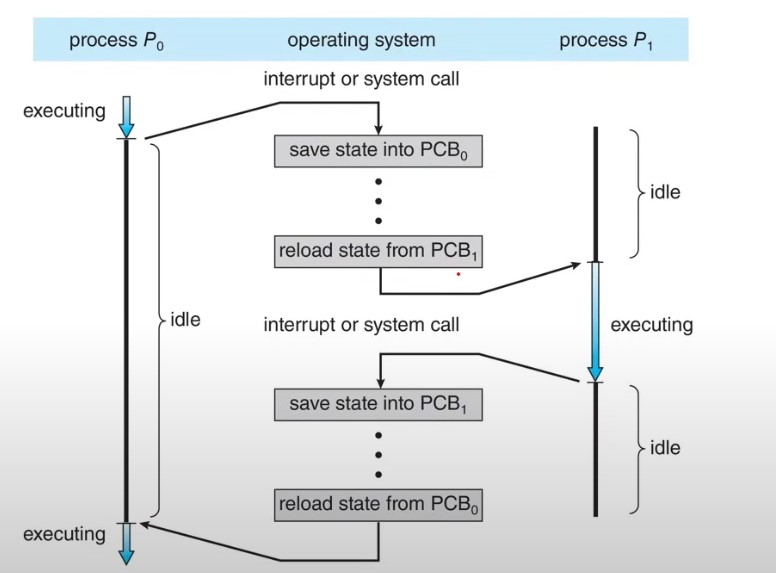 process P₀ operating system process P₁
interrupt or system call
executing
save state into PCB₀
idle
reload state from PCB₁
idle
interrupt or system call
executing
save state into PCB₁
idle
reload state from PCB₀
executing